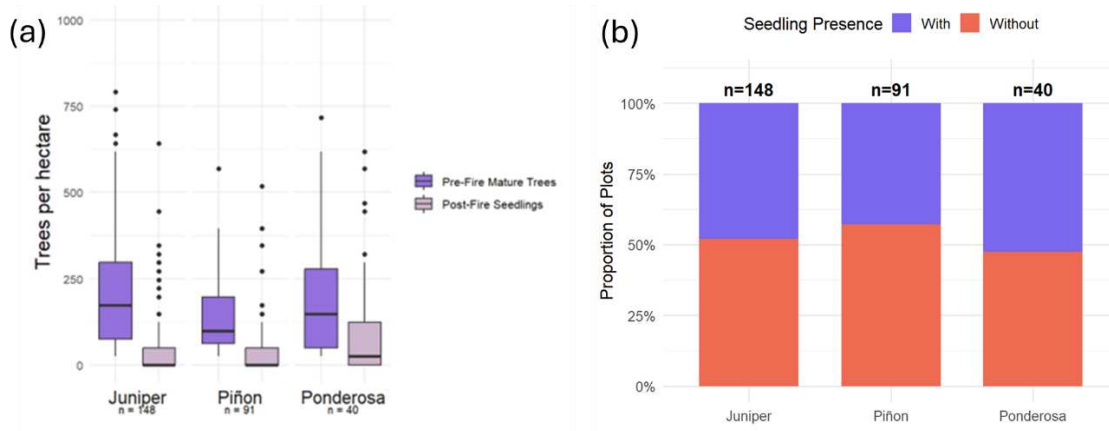 (a)
Trees per hectare
1000
750
500
250
0
Juniper
n = 148
Piñon
n = 91
Ponderosa
n = 40
Pre-Fire Mature Trees
Post-Fire Seedlings
(b)
Seedling Presence With Without
Proportion of Plots
n=148 n=91 n=40
100%
75%
50%
25%
0%
Juniper Piñon Ponderosa